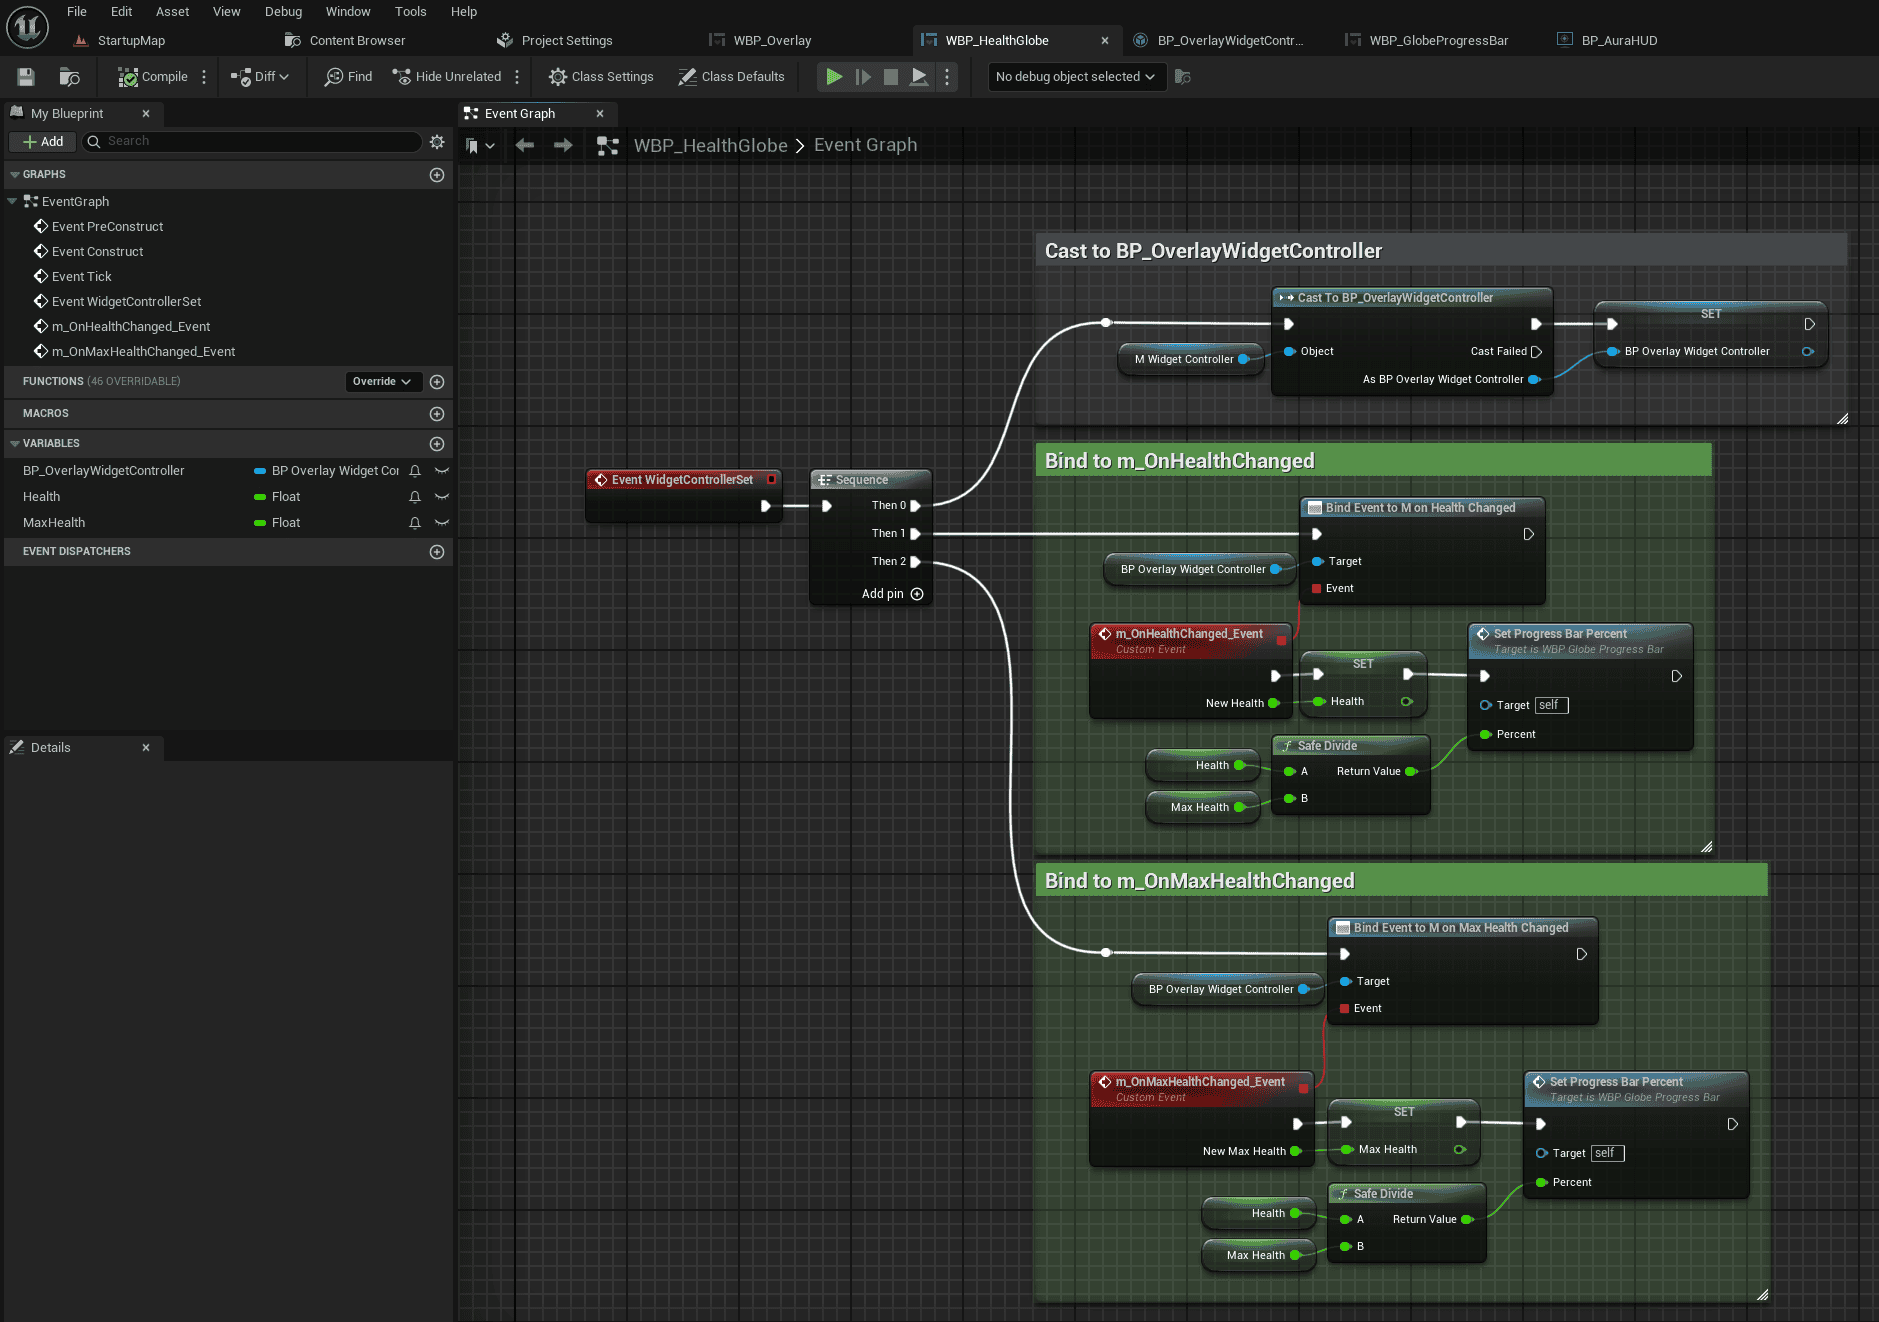 File Edit Asset View Debug Window Tools Help
StartupMap Content Browser Project Settings WBP_Overlay WBP_HealthGlobe BP_OverlayWidgetContr... WBP_GlobeProgressBar BP_AuraHUD
Compile Diff Find Hide Unrelated Class Settings Class Defaults No debug object selected
My Blueprint
Add Search
GRAPHS
EventGraph
Event PreConstruct
Event Construct
Event Tick
Event WidgetControllerSet
m_OnHealthChanged_Event
m_OnMaxHealthChanged_Event
FUNCTIONS (46 OVERRIDABLE) Override
MACROS
VARIABLES
BP_OverlayWidgetController BP Overlay Widget Coi
Health Float
MaxHealth Float
EVENT DISPATCHERS
Details
Event Graph
WBP_HealthGlobe > Event Graph
Event WidgetControllerSet
Sequence
Then 0
Then 1
Then 2
Add pin
Cast to BP_OverlayWidgetController
Cast To BP_OverlayWidgetController
M Widget Controller
Object
Cast Failed
As BP Overlay Widget Controller
SET
BP Overlay Widget Controller
Bind to m_OnHealthChanged
Bind Event to M on Health Changed
BP Overlay Widget Controller
Target
Event
m_OnHealthChanged_Event
Custom Event
New Health
SET
Health
Set Progress Bar Percent
Target is WBP Globe Progress Bar
Target self
Percent
Health
Max Health
Safe Divide
A Return Value
B
Bind to m_OnMaxHealthChanged
Bind Event to M on Max Health Changed
BP Overlay Widget Controller
Target
Event
m_OnMaxHealthChanged_Event
Custom Event
New Max Health
SET
Max Health
Set Progress Bar Percent
Target is WBP Globe Progress Bar
Target self
Percent
Health
Max Health
Safe Divide
A Return Value
B